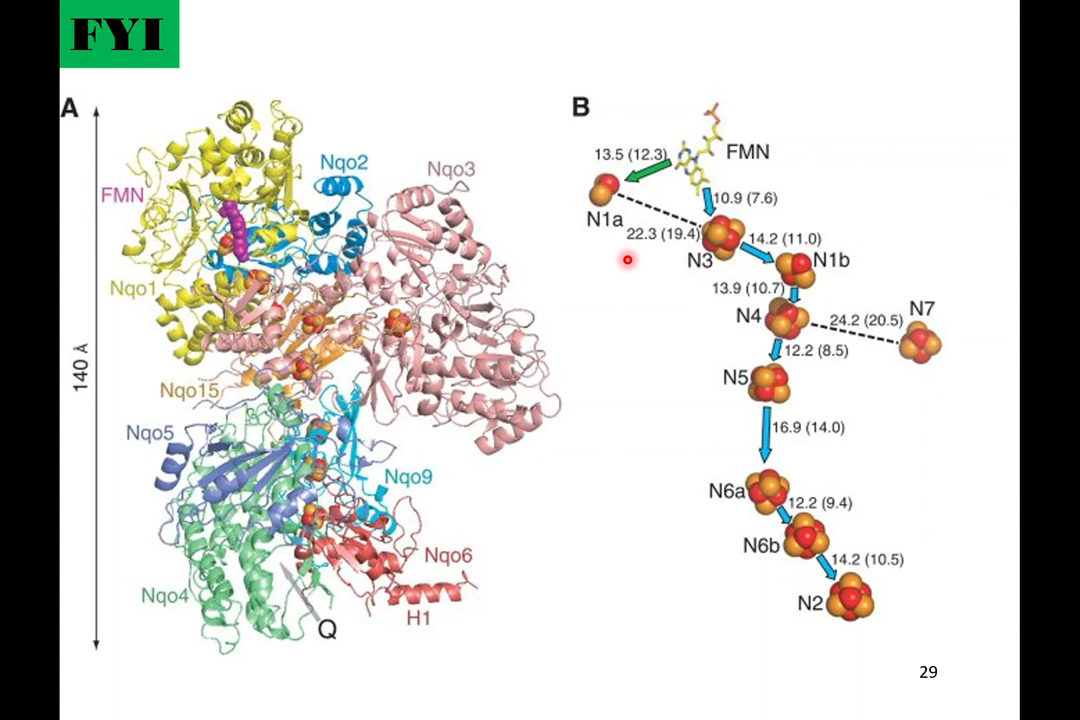 FYI
A
140 Å
Nqo2
Nqo3
FMN
Nqo1
Nqo15
Nqo5
Nqo9
Nqo6
Nqo4
H1
Q
B
13.5 (12.3)
FMN
10.9 (7.6)
N1a
22.3 (19.4)
14.2 (11.0)
N3
N1b
13.9 (10.7)
N4
24.2 (20.5)
N7
12.2 (8.5)
N5
16.9 (14.0)
N6a
12.2 (9.4)
N6b
14.2 (10.5)
N2
29